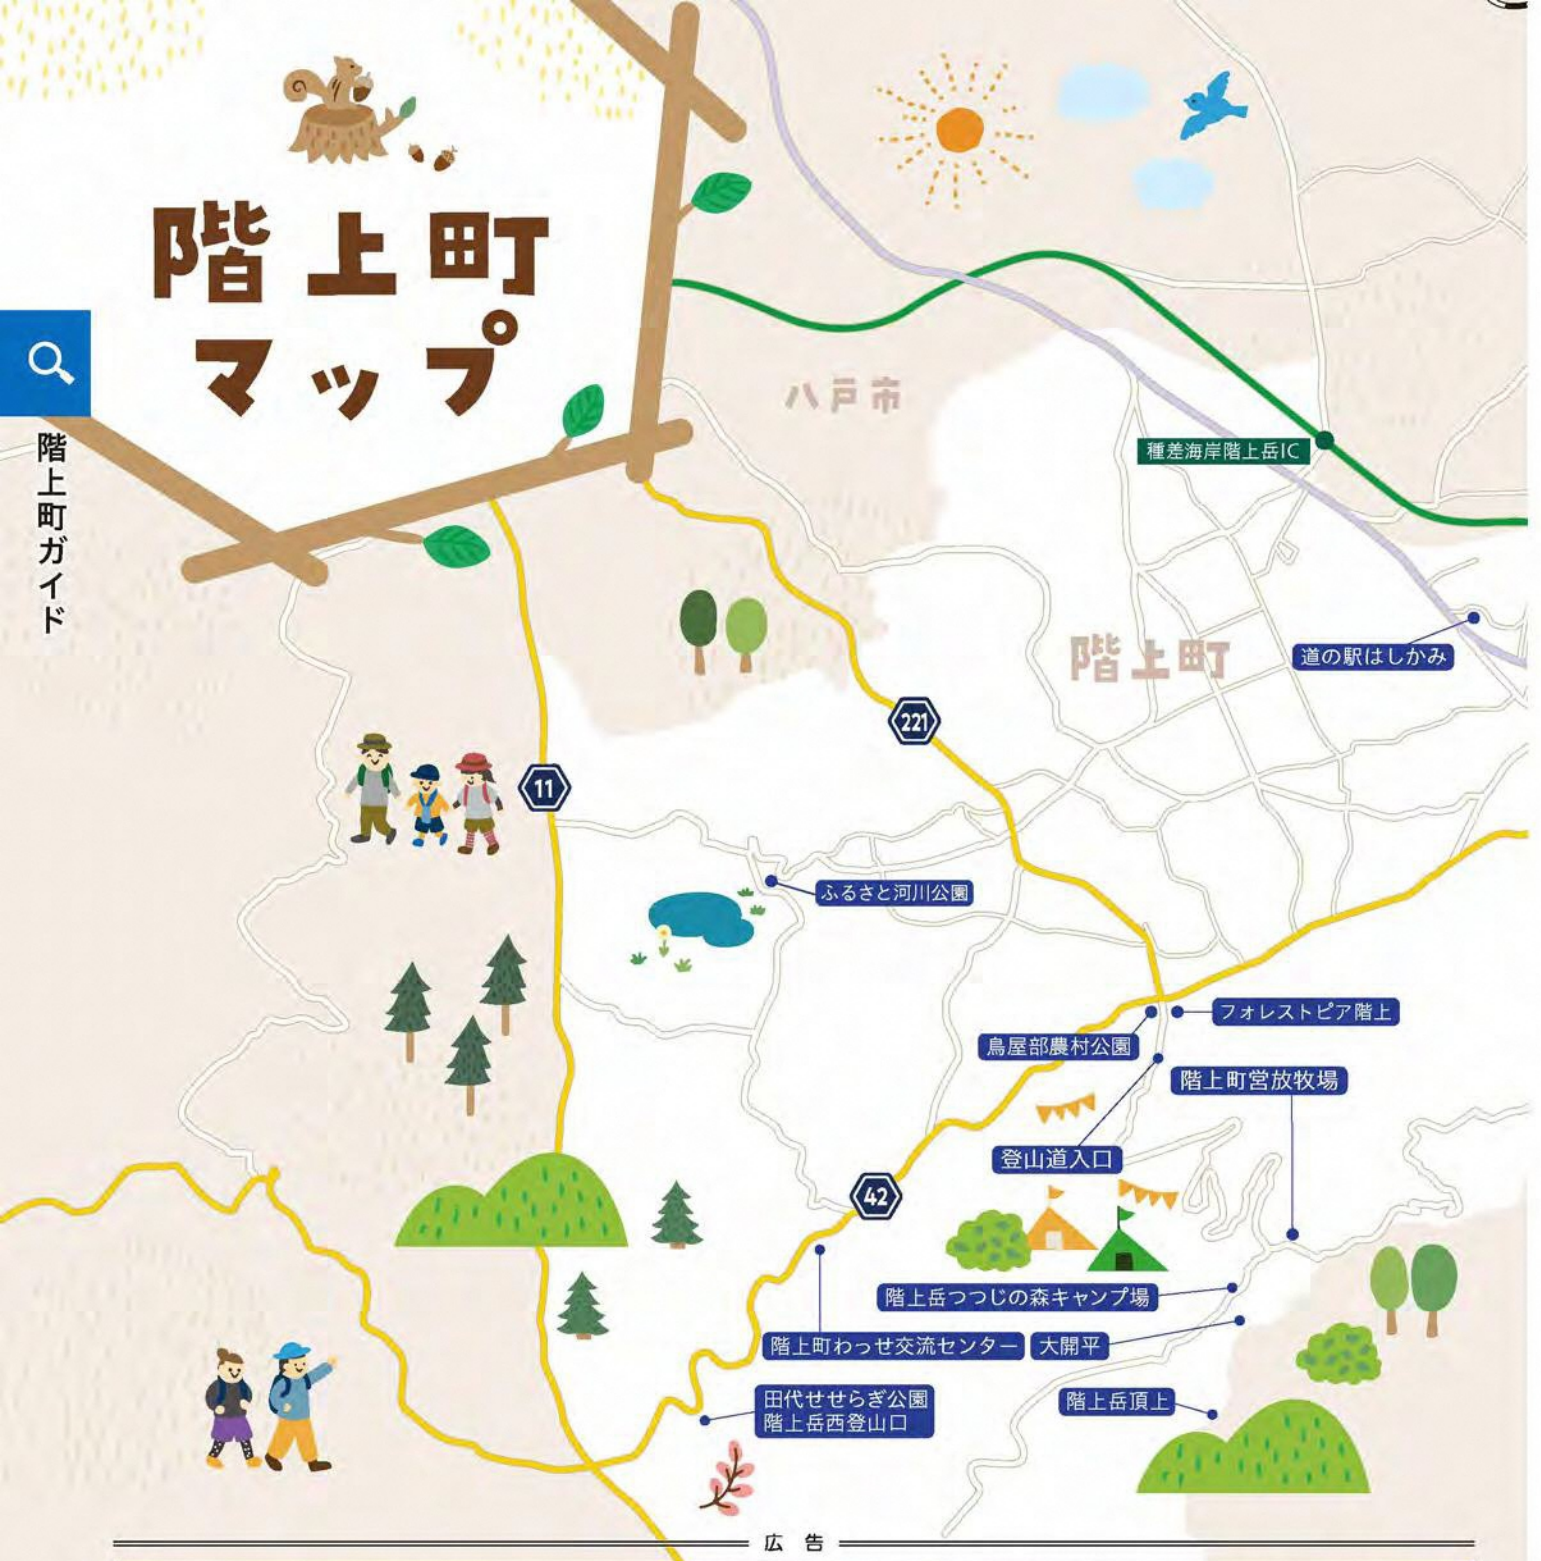 階上町
マップ
階上町ガイド
八戸市
種差海岸階上岳IC
階上町
道の駅はしかみ
221
11
ふるさと河川公園
フォレストピア階上
鳥屋部農村公園
階上町営放牧場
登山道入口
42
階上岳つつじの森キャンプ場
階上町わっせ交流センター
大開平
田代せせらぎ公園
階上岳西登山口
階上岳頂上
広告